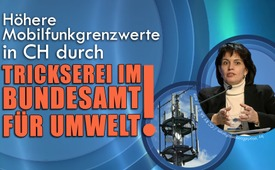 Höhere
Mobilfunkgrenzwerte
in CH durch
TRICKSEREI IM
BUNDESAMT
FÜR UMWELT!